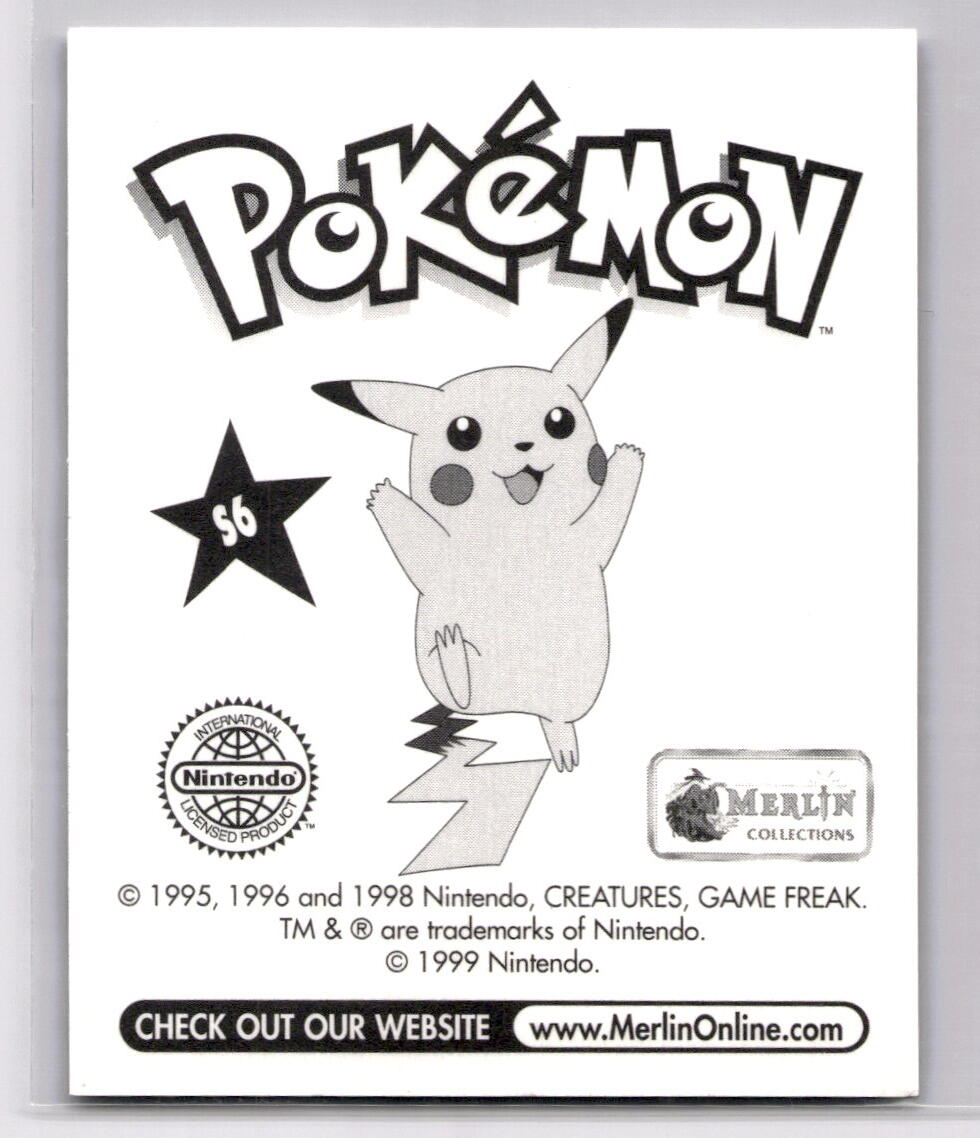 POKéMON
TM
S6
INTERNATIONAL
Nintendo®
LICENSED PRODUCT
TM
MERLIN
COLLECTIONS
© 1995, 1996 and 1998 Nintendo, CREATURES, GAME FREAK.
TM & ® are trademarks of Nintendo.
© 1999 Nintendo.
CHECK OUT OUR WEBSITE www.MerlinOnline.com